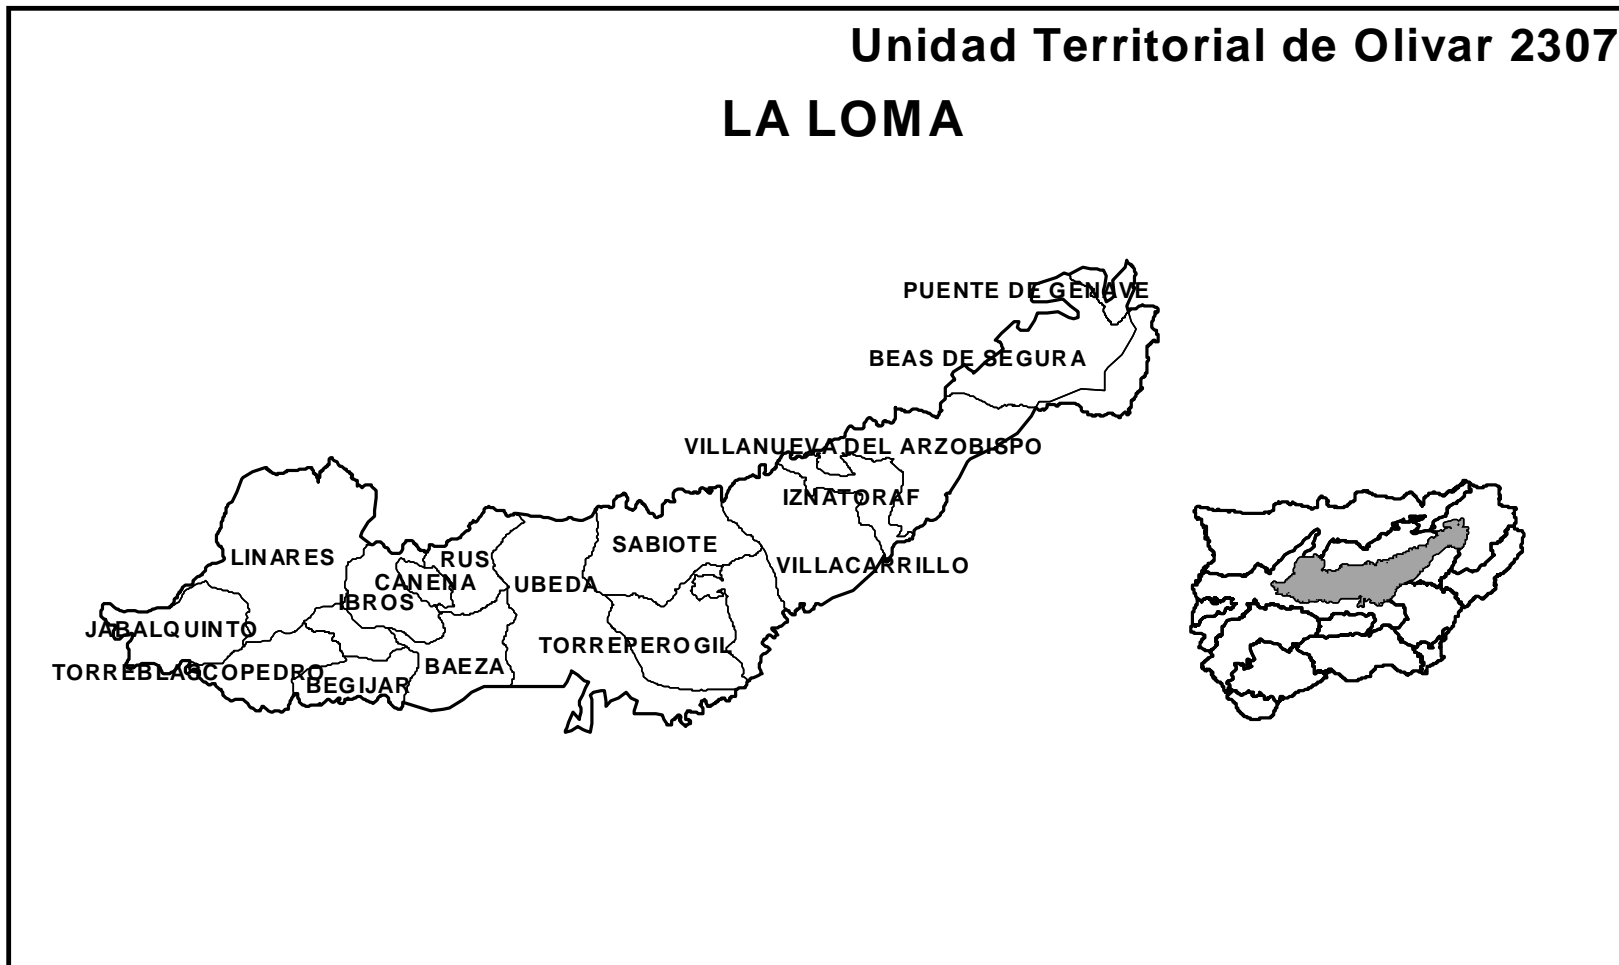 Unidad Territorial de Olivar 2307
LA LOMA
PUENTE DE GENAVE
BEAS DE SEGURA
VILLANUEVA DEL ARZOBISPO
IZNATORAF
SABIOTE
RUS
LINARES
VILLACARRILLO
CANENA
UBEDA
IBROS
JABALQUINTO
TORREPEROGIL
BAEZA
TORREBLASCOPEDRO
BEGIJAR